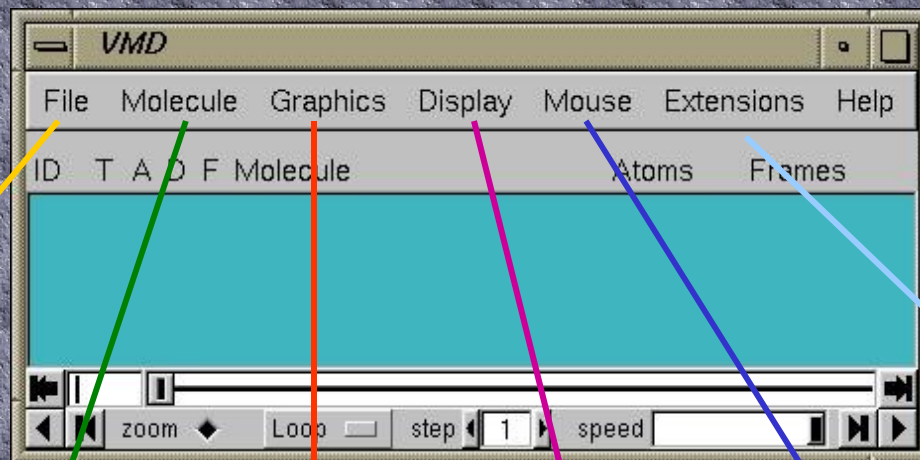 VMD
File Molecule Graphics Display Mouse Extensions Help
ID T A D F Molecule Atoms Frames
zoom Loop step 1 speed